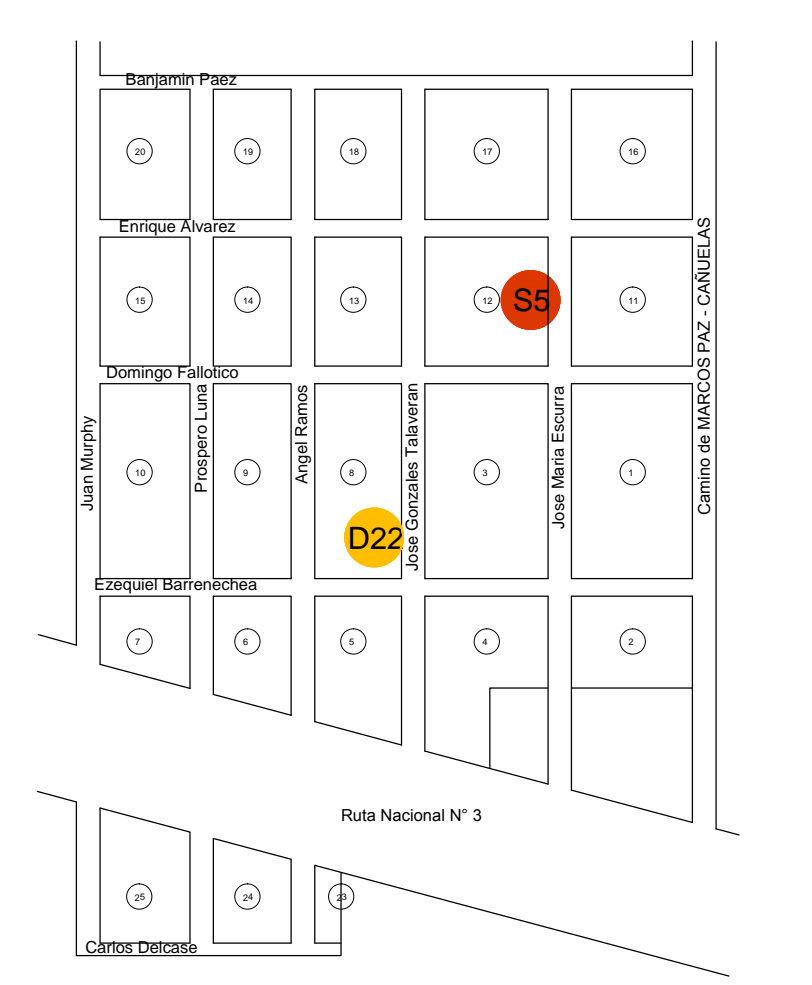 Banjamin Paez
20
19
18
17
16
Enrique Alvarez
15
14
13
12
S5
11
Domingo Fallotico
Juan Murphy
Prospero Luna
Angel Ramos
Jose Gonzales Talaveran
Jose Maria Escurra
Camino de MARCOS PAZ - CAÑUELAS
10
9
8
3
1
D22
Ezequiel Barrenechea
7
6
5
4
2
Ruta Nacional N° 3
25
24
23
Carlos Delcase